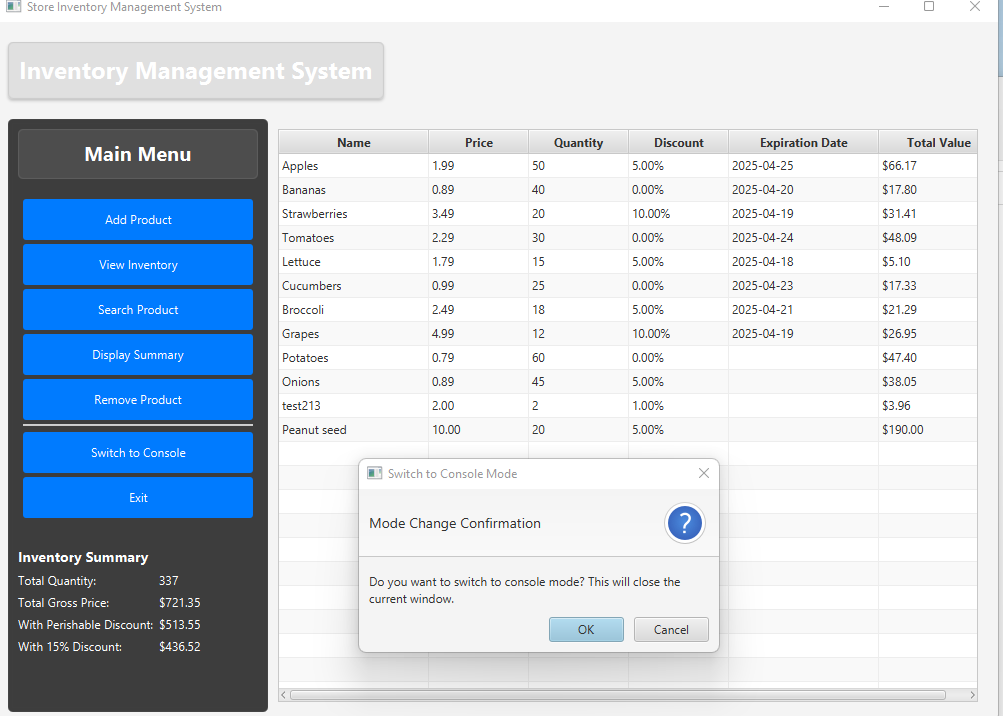 Store Inventory Management System
Inventory Management System
Main Menu
Add Product
View Inventory
Search Product
Display Summary
Remove Product
Switch to Console
Exit
Inventory Summary
Total Quantity: 337
Total Gross Price: $721.35
With Perishable Discount: $513.55
With 15% Discount: $436.52
Name Price Quantity Discount Expiration Date Total Value
Apples 1.99 50 5.00% 2025-04-25 $66.17
Bananas 0.89 40 0.00% 2025-04-20 $17.80
Strawberries 3.49 20 10.00% 2025-04-19 $31.41
Tomatoes 2.29 30 0.00% 2025-04-24 $48.09
Lettuce 1.79 15 5.00% 2025-04-18 $5.10
Cucumbers 0.99 25 0.00% 2025-04-23 $17.33
Broccoli 2.49 18 5.00% 2025-04-21 $21.29
Grapes 4.99 12 10.00% 2025-04-19 $26.95
Potatoes 0.79 60 0.00% $47.40
Onions 0.89 45 5.00% $38.05
test213 2.00 2 1.00% $3.96
Peanut seed 10.00 20 5.00% $190.00
Switch to Console Mode
Mode Change Confirmation
?
Do you want to switch to console mode? This will close the
current window.
OK Cancel